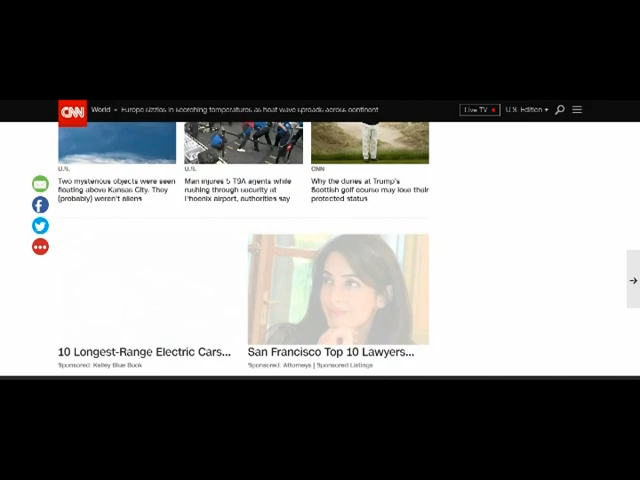 CNN World • Europe sizzles in scorching temperatures as heat wave spreads across continent Live TV • U.S. Edition +
U.S.
Two mysterious objects were seen
floating above Kansas City. They
(probably) weren't aliens
U.S.
Man injures 5 TSA agents while
rushing through security at
Phoenix airport, authorities say
CNN
Why the dunes at Trump's
Scottish golf course may lose their
protected status
10 Longest-Range Electric Cars...
Sponsored: Kelley Blue Book
San Francisco Top 10 Lawyers...
Sponsored: Attorneys | Sponsored Listings